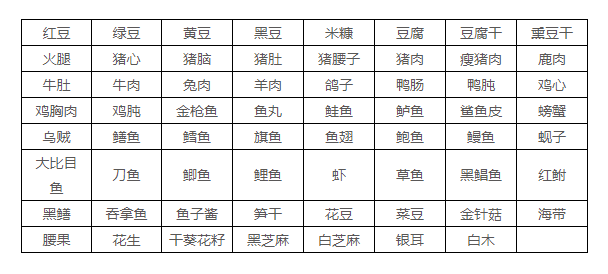 红豆 绿豆 黄豆 黑豆 米糠 豆腐 豆腐干 熏豆干
火腿 猪心 猪脑 猪肚 猪腰子 猪肉 瘦猪肉 鹿肉
牛肚 牛肉 兔肉 羊肉 鸽子 鸭肠 鸭肫 鸡心
鸡胸肉 鸡肫 金枪鱼 鱼丸 鲑鱼 鲈鱼 鲨鱼皮 螃蟹
乌贼 鳝鱼 鳕鱼 旗鱼 鱼翅 鲍鱼 鳗鱼 蚬子
大比目
鱼 刀鱼 鲫鱼 鲤鱼 虾 草鱼 黑鲳鱼 红鲋
黑鳝 吞拿鱼 鱼子酱 笋干 花豆 菜豆 金针菇 海带
腰果 花生 干葵花籽 黑芝麻 白芝麻 银耳 白木